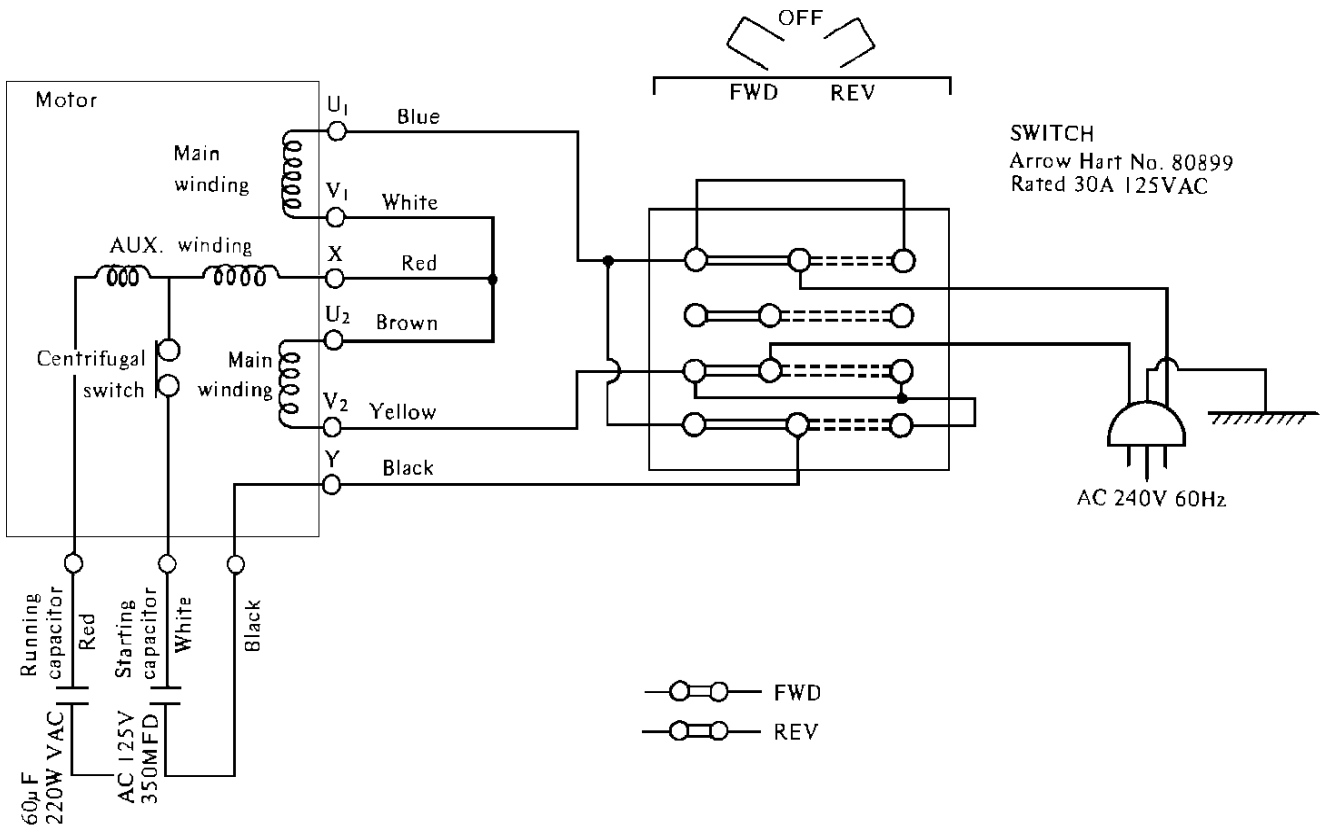 OFF
FWD REV
Motor
U1
Blue
Main
winding
V1
White
AUX. winding
X
Red
U2
Brown
Centrifugal
switch
Main
winding
V2
Yellow
Y
Black
SWITCH
Arrow Hart No. 80899
Rated 30A 125VAC
AC 240V 60Hz
Running
capacitor
Red
Starting
capacitor
White
Black
60μF
220W VAC
AC 125V
350MFD
FWD
REV